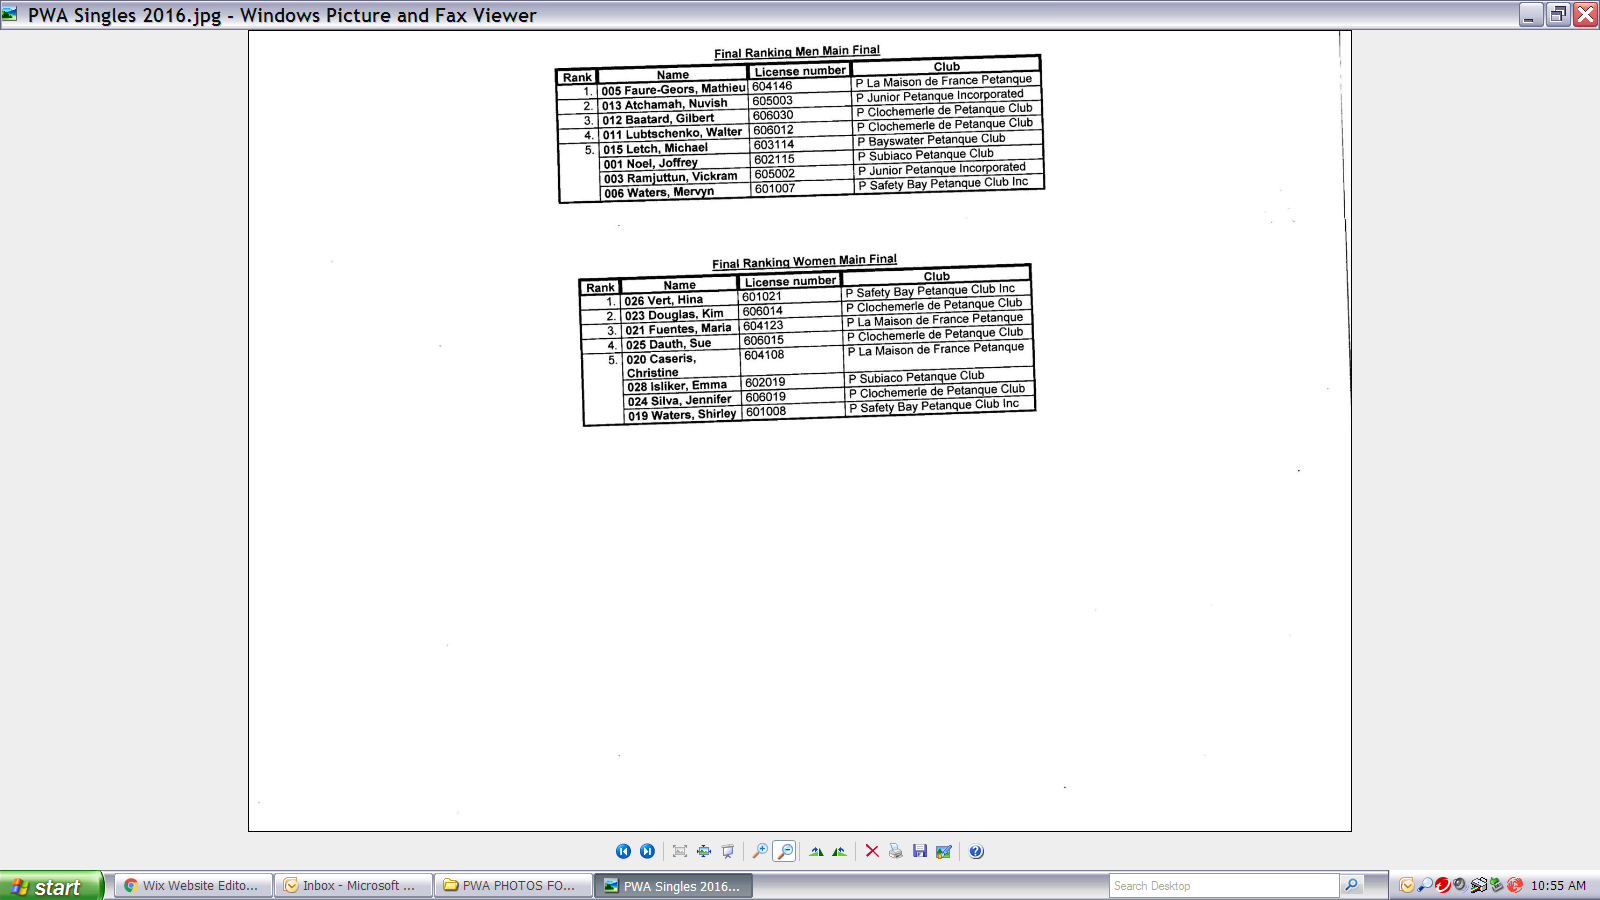 PWA Singles 2016.jpg - Windows Picture and Fax Viewer
Final Ranking Men Main Final
Rank Name License number Club
1. 005 Faure-Geors, Mathieu 604146 P La Maison de France Petanque
2. 013 Atchamah, Nuvish 605003 P Junior Petanque Incorporated
3. 012 Baatard, Gilbert 606030 P Clochemerle de Petanque Club
4. 011 Lubtschenko, Walter 606012 P Clochemerle de Petanque Club
5. 015 Letch, Michael 603114 P Bayswater Petanque Club
001 Noel, Joffrey 602115 P Subiaco Petanque Club
003 Ramjuttun, Vickram 605002 P Junior Petanque Incorporated
006 Waters, Mervyn 601007 P Safety Bay Petanque Club Inc
Final Ranking Women Main Final
Rank Name License number Club
1. 026 Vert, Hina 601021 P Safety Bay Petanque Club Inc
2. 023 Douglas, Kim 606014 P Clochemerle de Petanque Club
3. 021 Fuentes, Maria 604123 P La Maison de France Petanque
4. 025 Dauth, Sue 606015 P Clochemerle de Petanque Club
5. 020 Caseris, 604108 P La Maison de France Petanque
Christine
028 Isliker, Emma 602019 P Subiaco Petanque Club
024 Silva, Jennifer 606019 P Clochemerle de Petanque Club
019 Waters, Shirley 601008 P Safety Bay Petanque Club Inc
start Wix Website Edito... Inbox - Microsoft ... PWA PHOTOS FO... PWA Singles 2016... Search Desktop 10:55 AM